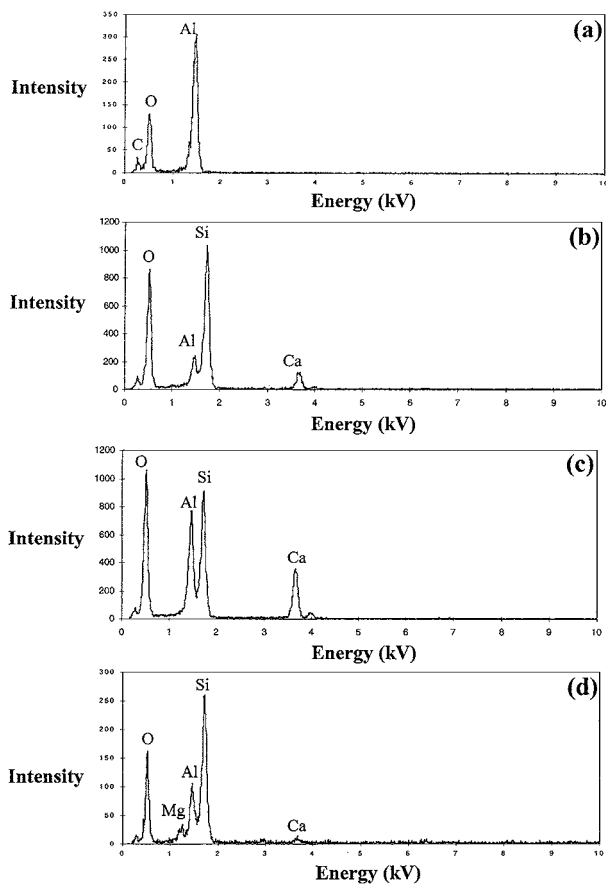 (a)
Al
O
C
Intensity
350
300
250
200
150
100
50
0
0 1 2 3 4 5 6 7 8 9 10
Energy (kV)
(b)
Si
O
Al
Ca
Intensity
1200
1000
800
600
400
200
0
0 1 2 3 4 5 6 7 8 9 10
Energy (kV)
(c)
O
Al
Si
Ca
Intensity
1200
1000
800
600
400
200
0
0 1 2 3 4 5 6 7 8 9 10
Energy (kV)
(d)
Si
O
Al
Mg
Ca
Intensity
300
250
200
150
100
50
0
0 1 2 3 4 5 6 7 8 9 10
Energy (kV)